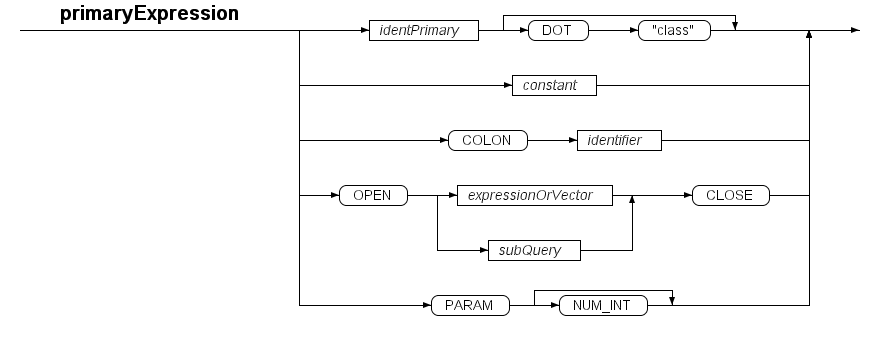 primaryExpression
identPrimary DOT "class"
constant
COLON identifier
OPEN expressionOrVector CLOSE
subQuery
PARAM NUM_INT